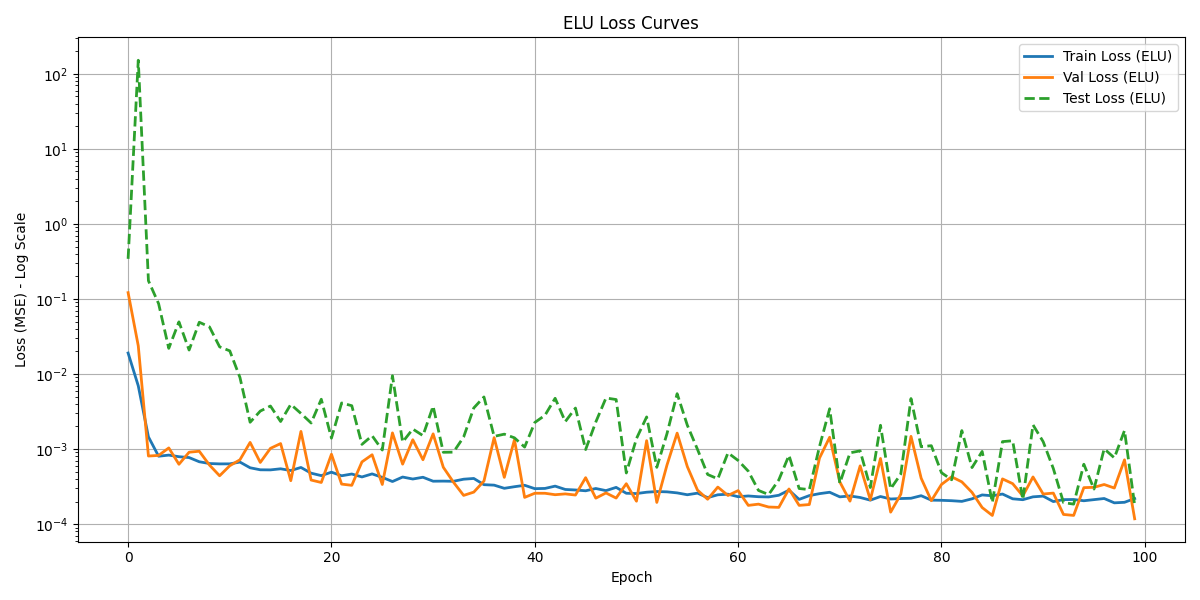 ELU Loss Curves
Train Loss (ELU)
Val Loss (ELU)
Test Loss (ELU)
Loss (MSE) - Log Scale
10²
10¹
10⁰
10⁻¹
10⁻²
10⁻³
10⁻⁴
0 20 40 60 80 100
Epoch